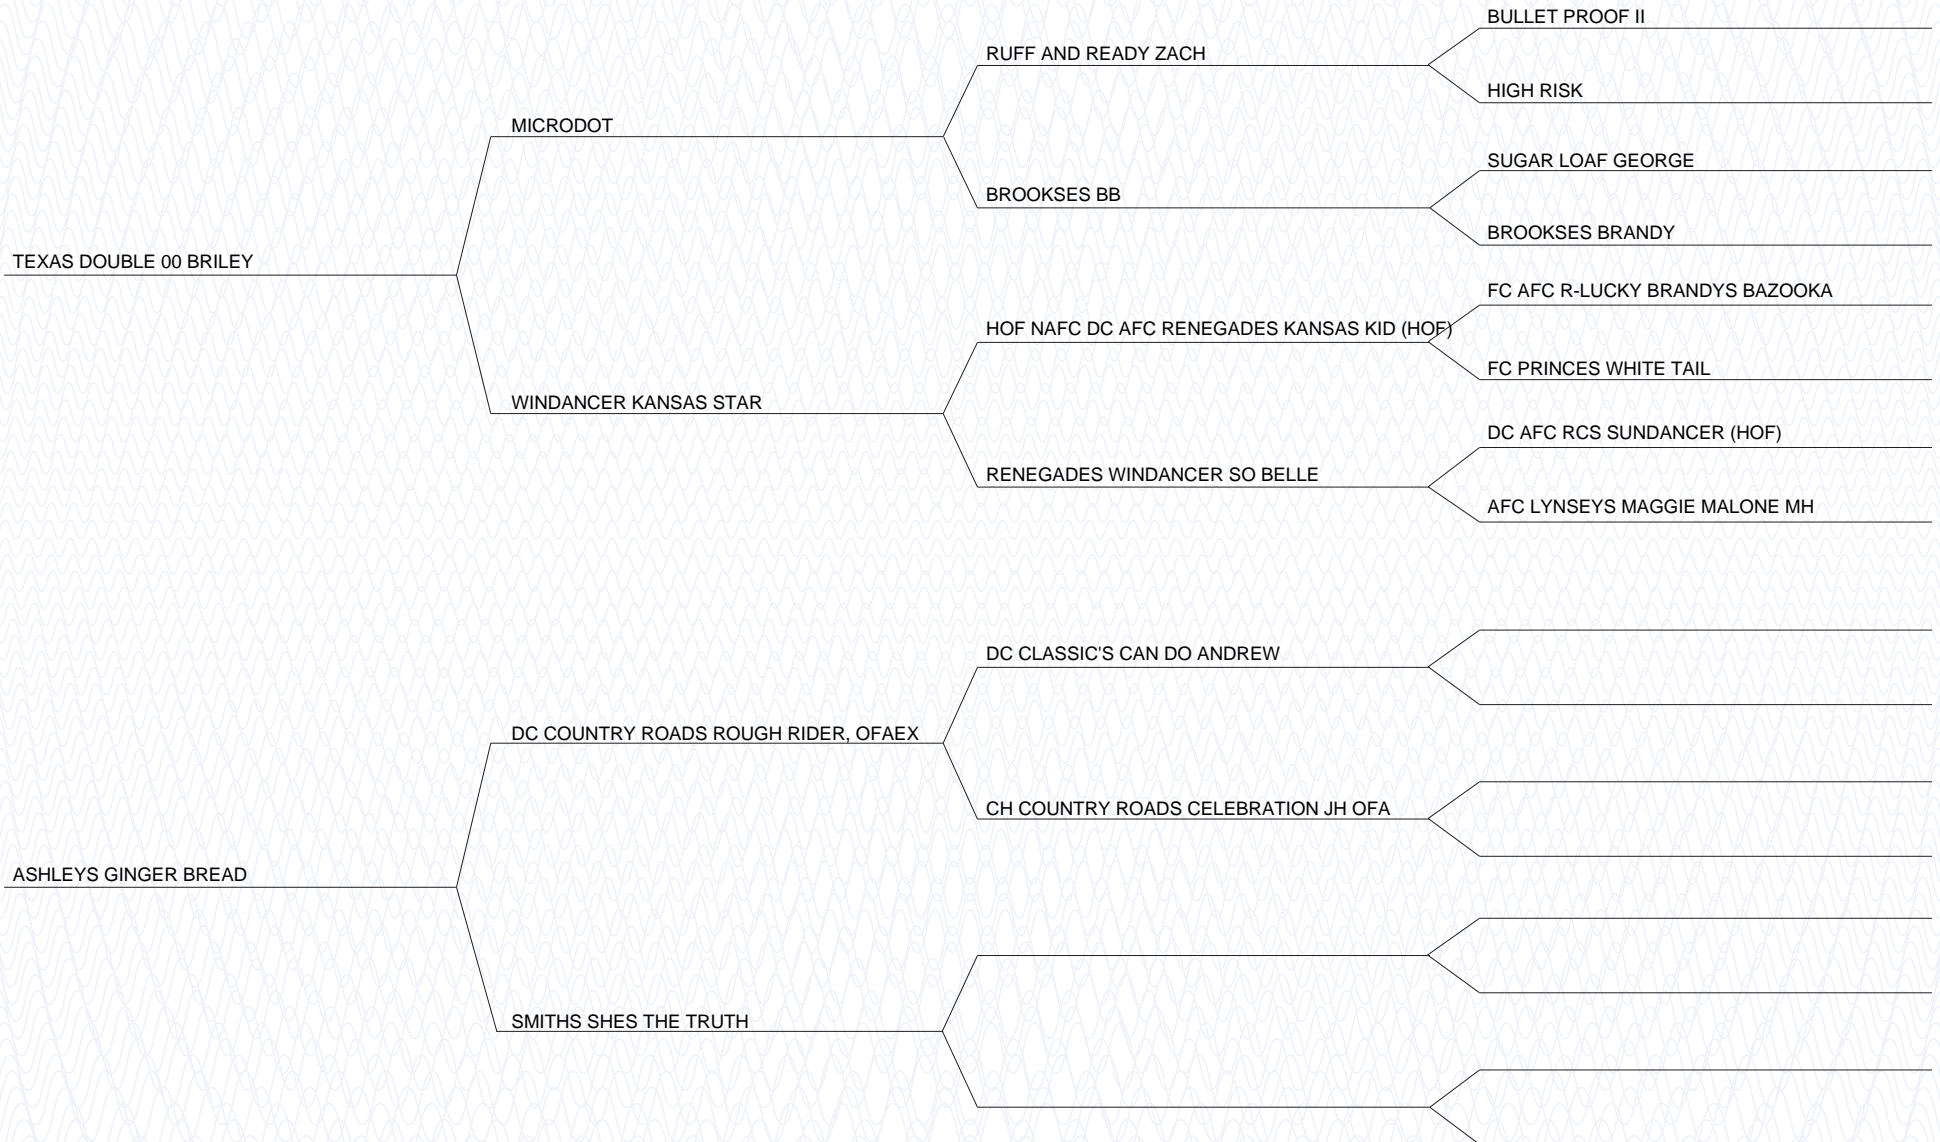 BULLET PROOF II
RUFF AND READY ZACH
HIGH RISK
MICRODOT
SUGAR LOAF GEORGE
BROOKSES BB
BROOKSES BRANDY
TEXAS DOUBLE 00 BRILEY
FC AFC R-LUCKY BRANDYS BAZOOKA
HOF NAFC DC AFC RENEGADES KANSAS KID (HOF)
FC PRINCES WHITE TAIL
WINDANCER KANSAS STAR
DC AFC RCS SUNDANCER (HOF)
RENEGADES WINDANCER SO BELLE
AFC LYNSEYS MAGGIE MALONE MH
DC CLASSIC'S CAN DO ANDREW
DC COUNTRY ROADS ROUGH RIDER, OFAEX
CH COUNTRY ROADS CELEBRATION JH OFA
ASHLEYS GINGER BREAD
SMITHS SHES THE TRUTH